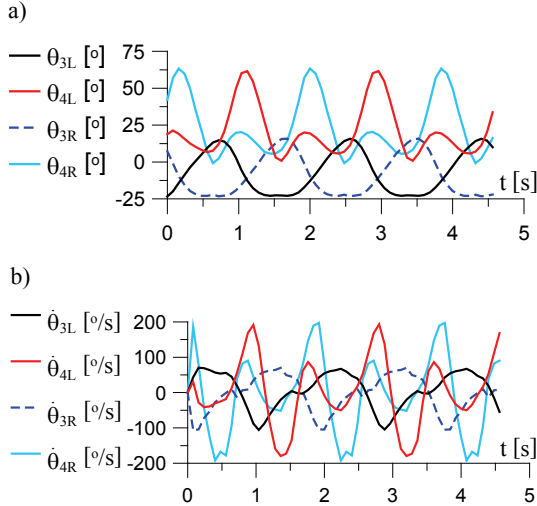 a)
θ3L [º]
θ4L [º]
θ3R [º]
θ4R [º]
75
50
25
0
-25
t [s]
0 1 2 3 4 5
b)
θ̇3L [º/s]
θ̇4L [º/s]
θ̇3R [º/s]
θ̇4R [º/s]
200
100
0
-100
-200
t [s]
0 1 2 3 4 5